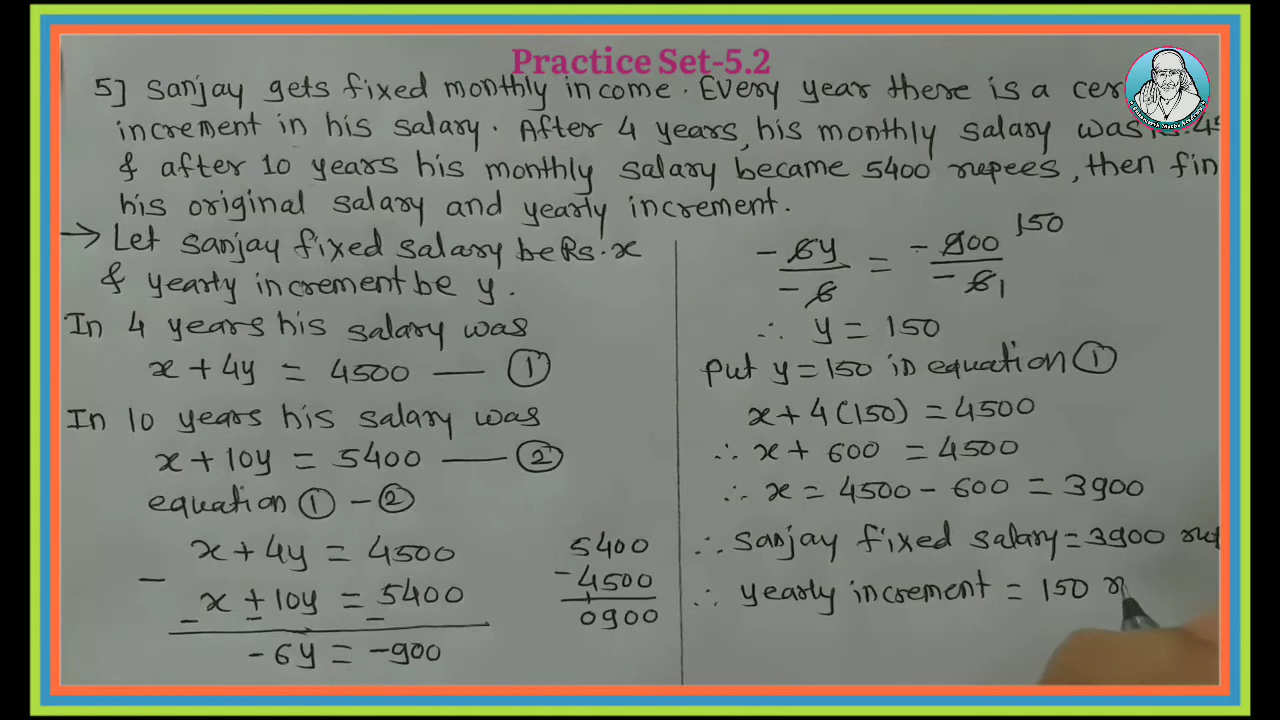 Practice Set-5.2
5] Sanjay gets fixed monthly income. Every year there is a cer
increment in his salary. After 4 years, his monthly salary was Rs. 45
& after 10 years his monthly salary became 5400 rupees, then fin
his original salary and yearly increment.
→ Let Sanjay fixed salary be Rs. x
& yearly increment be y.
In 4 years his salary was
x + 4y = 4500 — ①
In 10 years his salary was
x + 10y = 5400 — ②
equation ① - ②
x + 4y = 4500
- x + 10y = 5400
- - -
-6y = -900
5400
- 4500
0900
-6y / -6 = -900 / -6 150
1
∴ y = 150
put y = 150 in equation ①
x + 4(150) = 4500
∴ x + 600 = 4500
∴ x = 4500 - 600 = 3900
∴ Sanjay fixed salary = 3900 rup
∴ yearly increment = 150 r